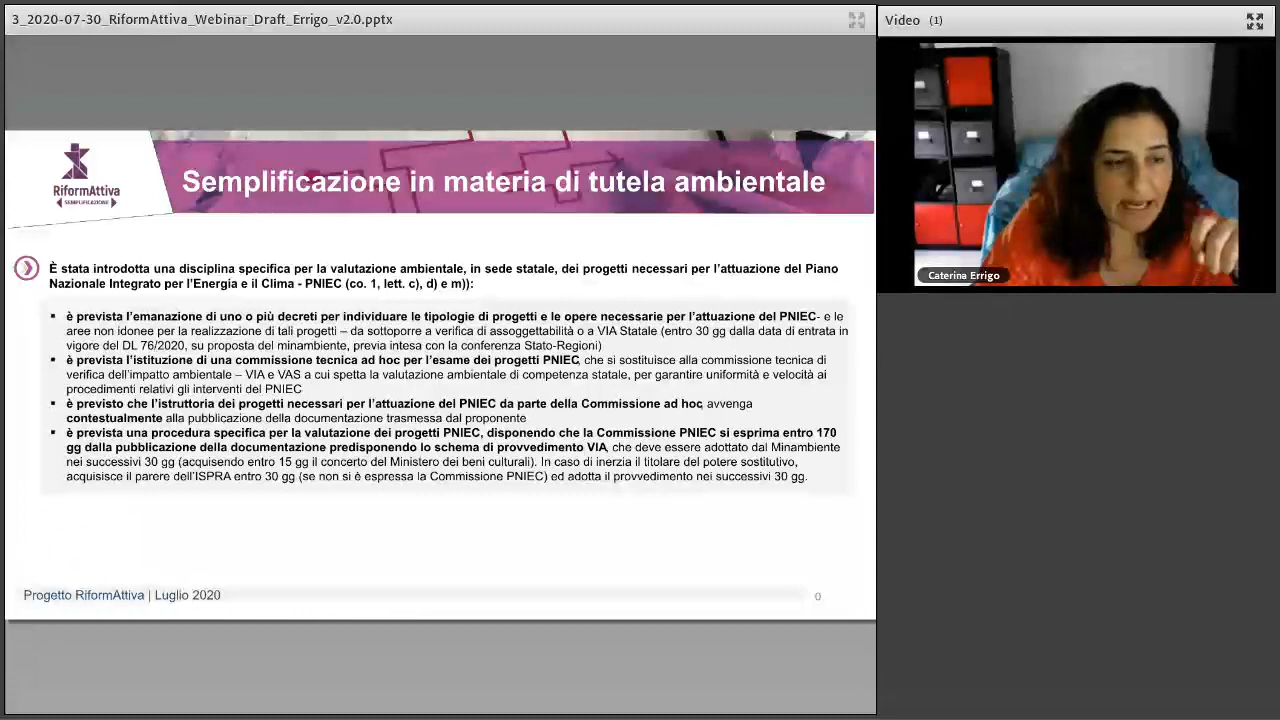 3_2020-07-30_RiformAttiva_Webinar_Draft_Errigo_v2.0.pptx
Video (1)
RiformAttiva
SEMPLIFICAZIONE
Semplificazione in materia di tutela ambientale
È stata introdotta una disciplina specifica per la valutazione ambientale, in sede statale, dei progetti necessari per l'attuazione del Piano
Nazionale Integrato per l'Energia e il Clima - PNIEC (co. 1, lett. c), d) e m)):
▪ è prevista l'emanazione di uno o più decreti per individuare le tipologie di progetti e le opere necessarie per l'attuazione del PNIEC- e le
aree non idonee per la realizzazione di tali progetti – da sottoporre a verifica di assoggettabilità o a VIA Statale (entro 30 gg dalla data di entrata in
vigore del DL 76/2020, su proposta del minambiente, previa intesa con la conferenza Stato-Regioni)
▪ è prevista l'istituzione di una commissione tecnica ad hoc per l'esame dei progetti PNIEC, che si sostituisce alla commissione tecnica di
verifica dell'impatto ambientale – VIA e VAS a cui spetta la valutazione ambientale di competenza statale, per garantire uniformità e velocità ai
procedimenti relativi gli interventi del PNIEC
▪ è previsto che l'istruttoria dei progetti necessari per l'attuazione del PNIEC da parte della Commissione ad hoc, avvenga
contestualmente alla pubblicazione della documentazione trasmessa dal proponente
▪ è prevista una procedura specifica per la valutazione dei progetti PNIEC, disponendo che la Commissione PNIEC si esprima entro 170
gg dalla pubblicazione della documentazione predisponendo lo schema di provvedimento VIA, che deve essere adottato dal Minambiente
nei successivi 30 gg (acquisendo entro 15 gg il concerto del Ministero dei beni culturali). In caso di inerzia il titolare del potere sostitutivo,
acquisisce il parere dell'ISPRA entro 30 gg (se non si è espressa la Commissione PNIEC) ed adotta il provvedimento nei successivi 30 gg.
Caterina Errigo
Progetto RiformAttiva | Luglio 2020
0